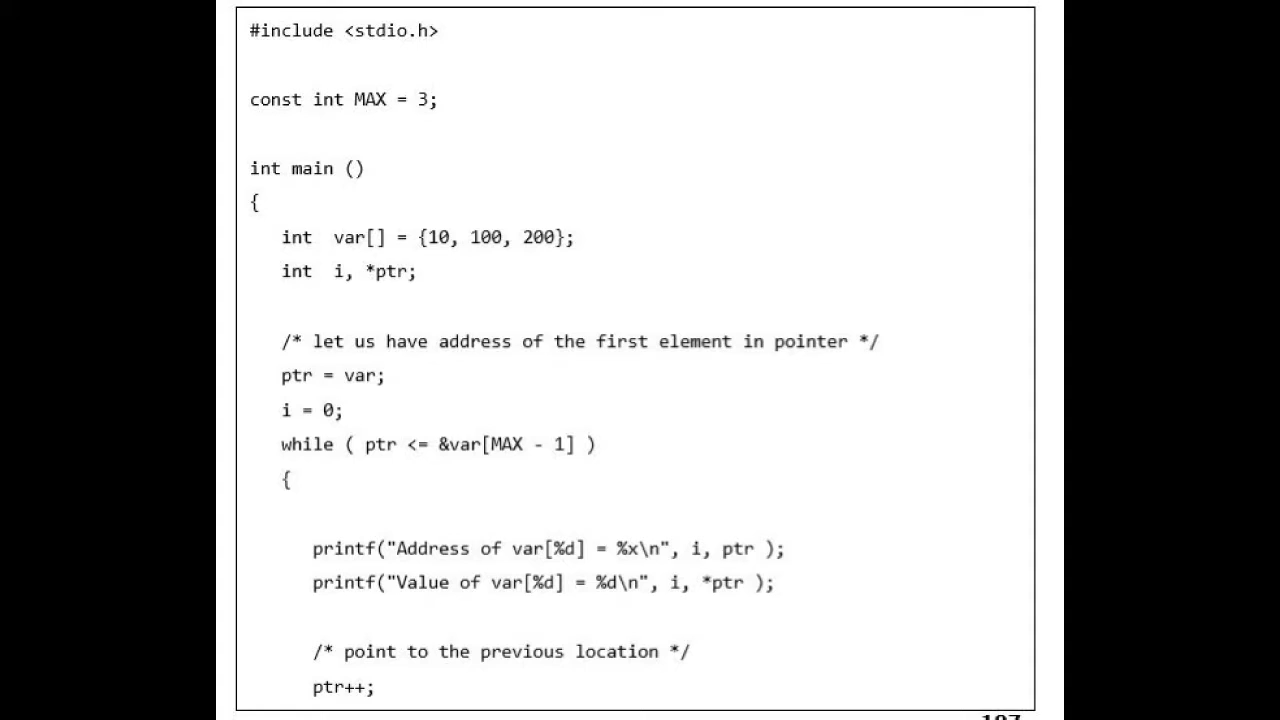 #include <stdio.h>
const int MAX = 3;
int main ()
{
int  var[] = {10, 100, 200};
int  i, *ptr;
/* let us have address of the first element in pointer */
ptr = var;
i = 0;
while ( ptr <= &var[MAX - 1] )
{
printf("Address of var[%d] = %x\n", i, ptr );
printf("Value of var[%d] = %d\n", i, *ptr );
/* point to the previous location */
ptr++;